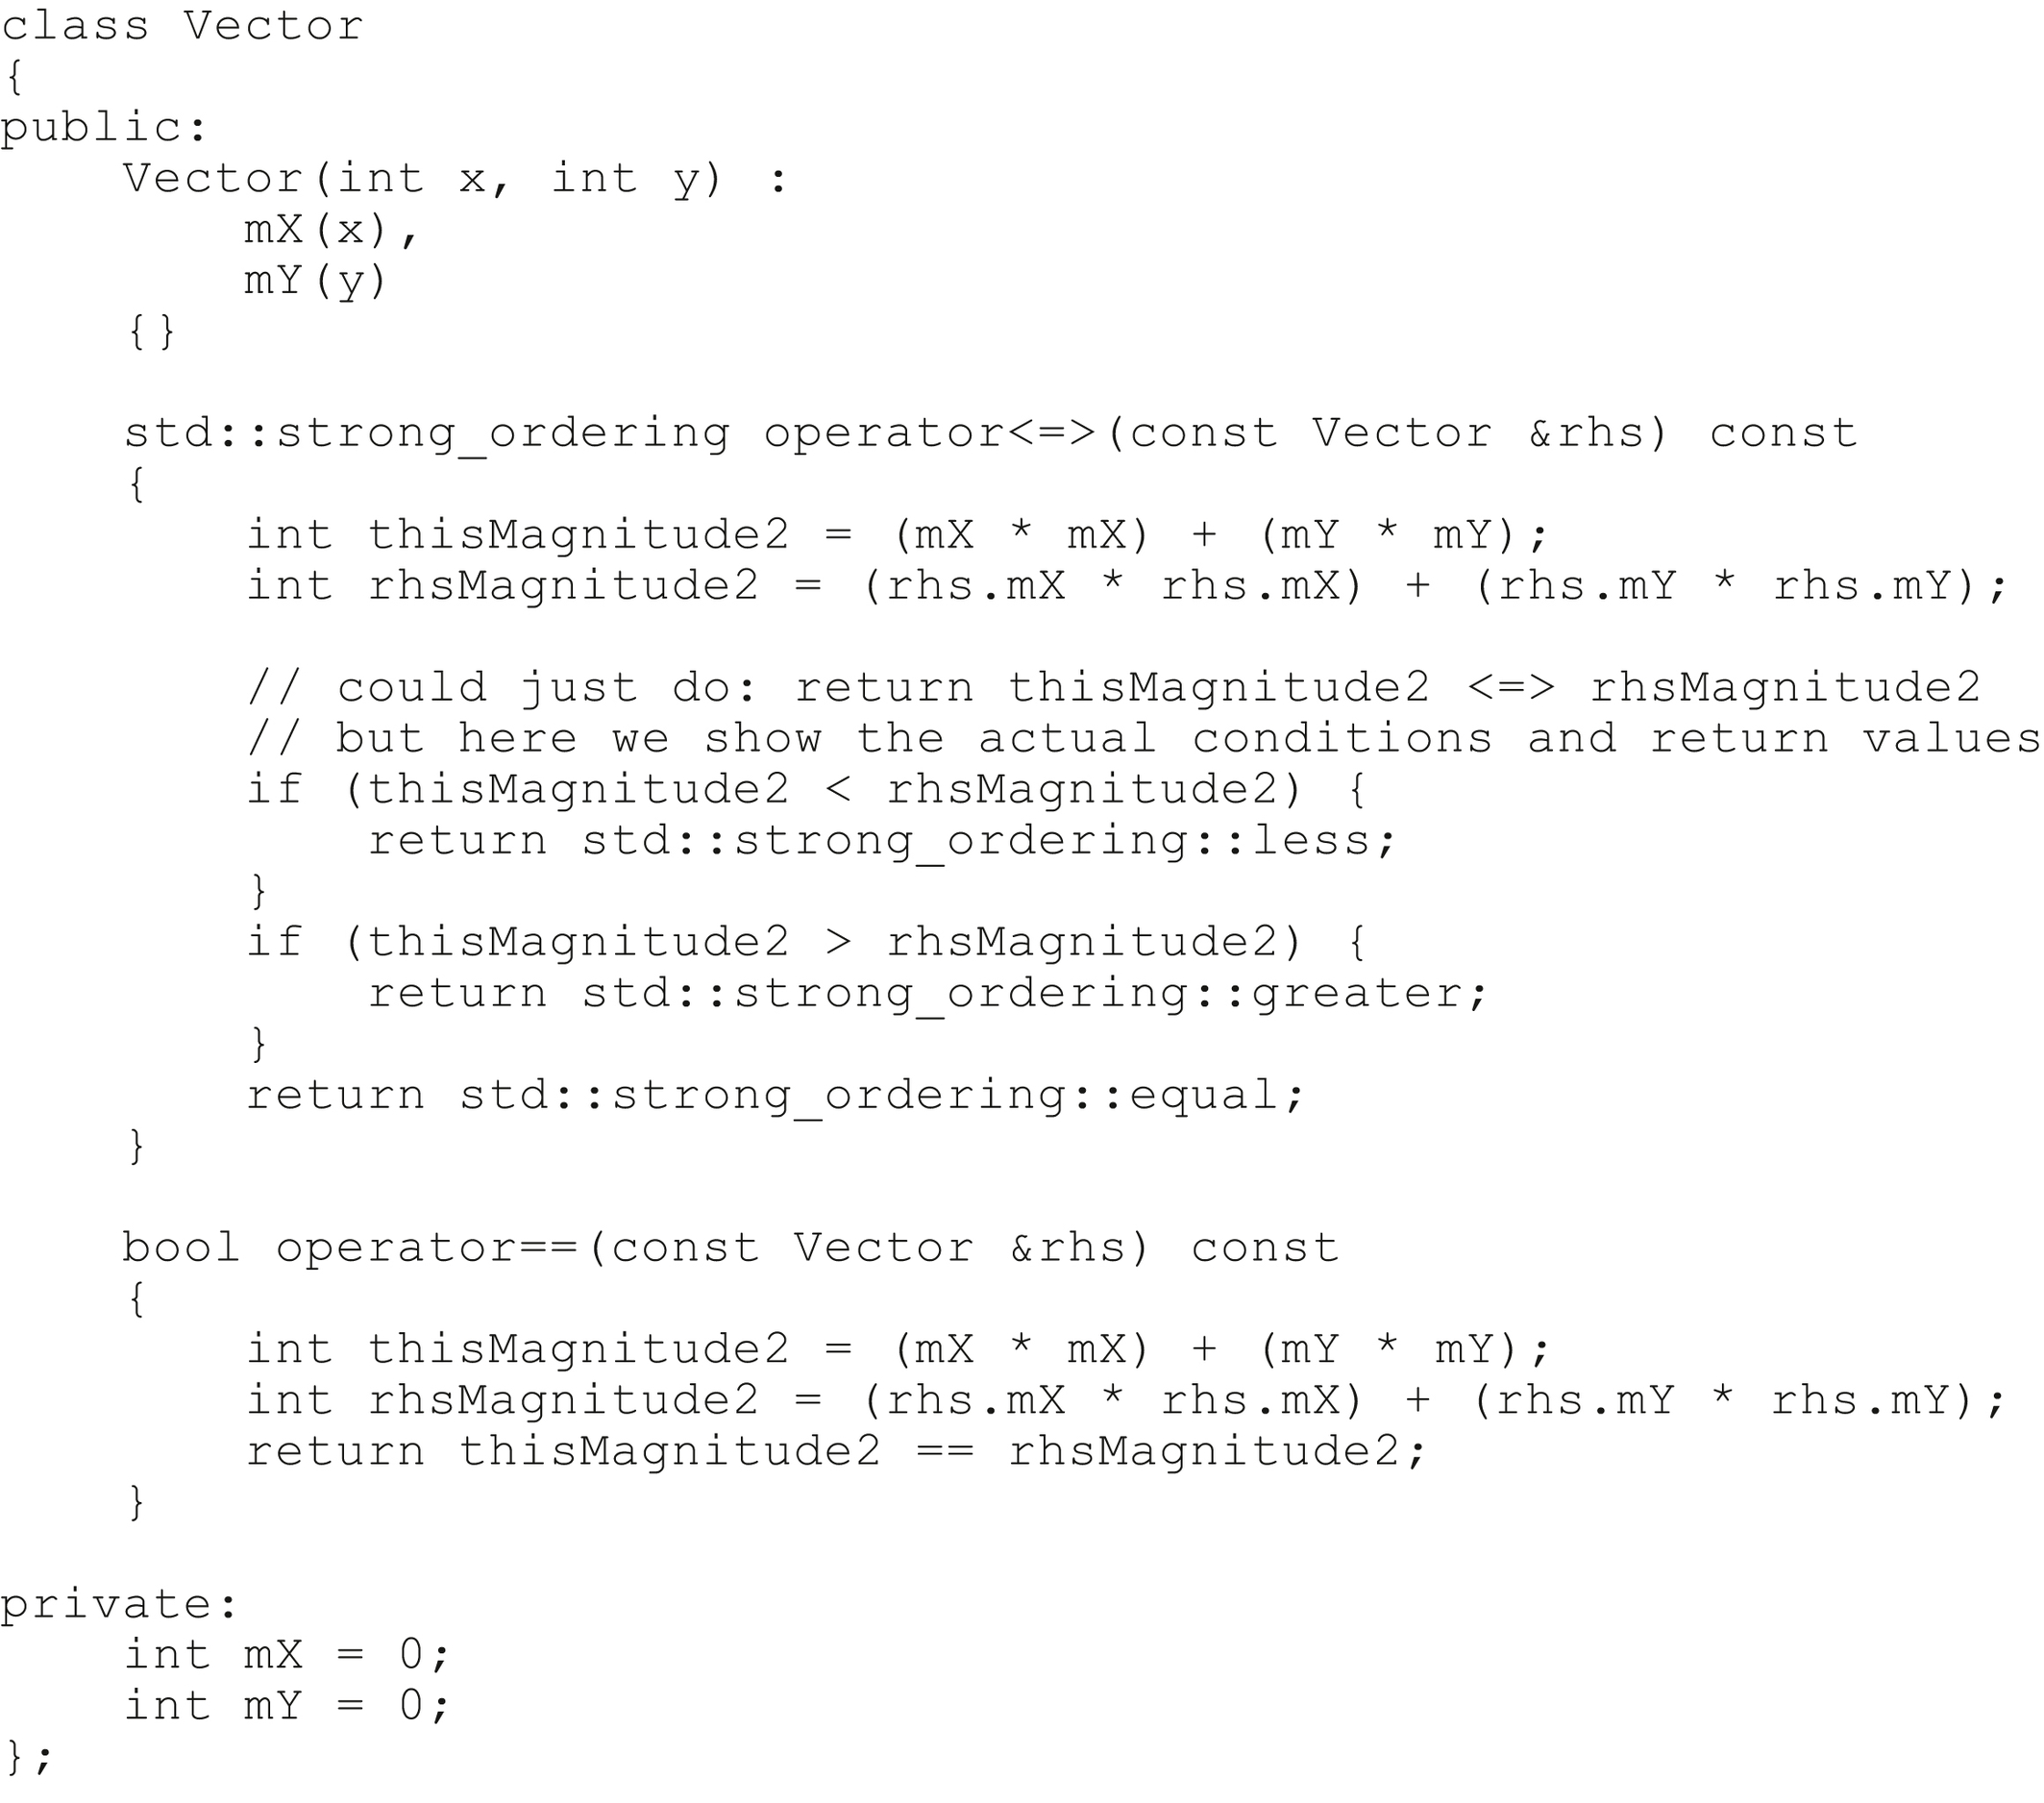 class Vector
{
public:
    Vector(int x, int y) :
        mX(x),
        mY(y)
    {}

    std::strong_ordering operator<=>(const Vector &rhs) const
    {
        int thisMagnitude2 = (mX * mX) + (mY * mY);
        int rhsMagnitude2 = (rhs.mX * rhs.mX) + (rhs.mY * rhs.mY);

        // could just do: return thisMagnitude2 <=> rhsMagnitude2
        // but here we show the actual conditions and return values
        if (thisMagnitude2 < rhsMagnitude2) {
            return std::strong_ordering::less;
        }
        if (thisMagnitude2 > rhsMagnitude2) {
            return std::strong_ordering::greater;
        }
        return std::strong_ordering::equal;
    }

    bool operator==(const Vector &rhs) const
    {
        int thisMagnitude2 = (mX * mX) + (mY * mY);
        int rhsMagnitude2 = (rhs.mX * rhs.mX) + (rhs.mY * rhs.mY);
        return thisMagnitude2 == rhsMagnitude2;
    }

private:
    int mX = 0;
    int mY = 0;
};